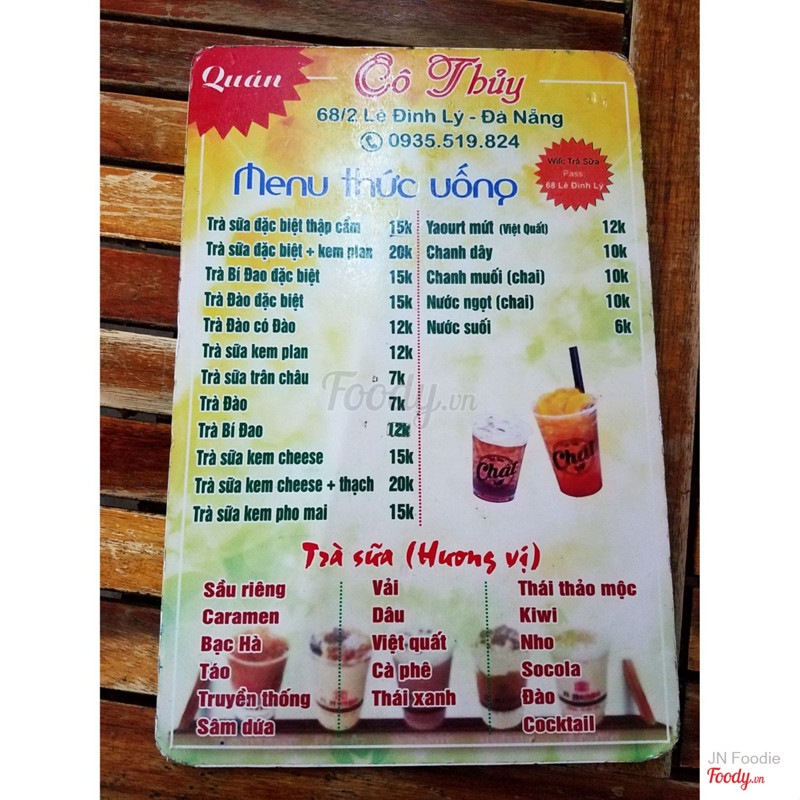 Quán
Cô Thủy
68/2 Lê Đình Lý - Đà Nẵng
0935.519.824
Wifi: Trà Sữa
Pass:
68 Lê Đình Lý
Menu thức uống
Trà sữa đặc biệt thập cẩm 15k
Trà sữa đặc biệt + kem plan 20k
Trà Bí Đao đặc biệt 15k
Trà Đào đặc biệt 15k
Trà Đào có Đào 12k
Trà sữa kem plan 12k
Trà sữa trân châu 7k
Trà Đào 7k
Trà Bí Đao 12k
Trà sữa kem cheese 15k
Trà sữa kem cheese + thạch 20k
Trà sữa kem pho mai 15k
Yaourt mứt (Việt Quất) 12k
Chanh dây 10k
Chanh muối (chai) 10k
Nước ngọt (chai) 10k
Nước suối 6k
Foody.vn
Chat
Chat
Trà sữa (Hương vị)
Sầu riêng
Caramen
Bạc Hà
Táo
Truyền thống
Sâm dứa
Vải
Dâu
Việt quất
Cà phê
Thái xanh
Thái thảo mộc
Kiwi
Nho
Socola
Đào
Cocktail
JN Foodie
Foody.vn